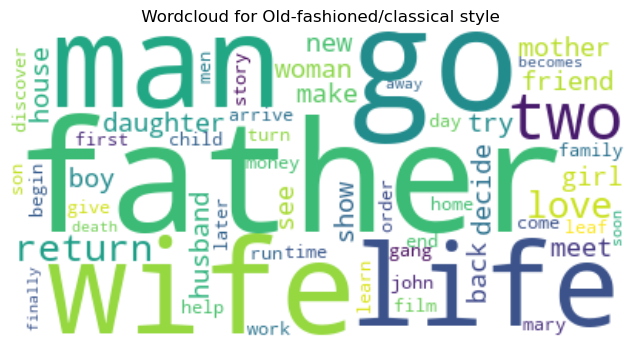 Wordcloud for Old-fashioned/classical style
man
go
father
wife
life
two
discover
house
men
story
new
woman
make
away
mother
becomes
friend
daughter
arrive
first
child
turn
money
day
try
family
son
begin
boy
give
death
see
show
order
home
decide
girl
love
come
leaf
soon
return
husband
later
end
back
meet
finally
help
run
time
work
gang
john
learn
film
mary